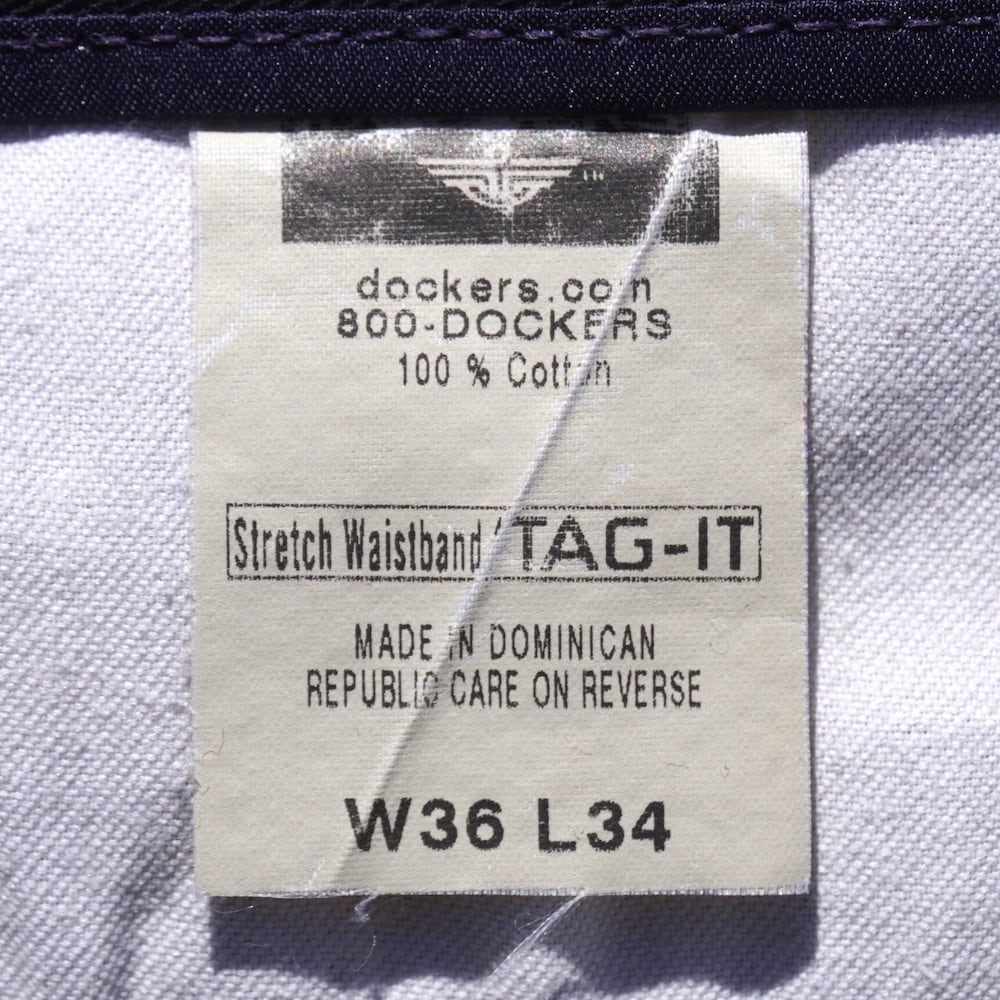 dockers.com
800-DOCKERS
100 % Cotton
Stretch Waistband TAG-IT
MADE IN DOMINICAN
REPUBLIC CARE ON REVERSE
W36 L34